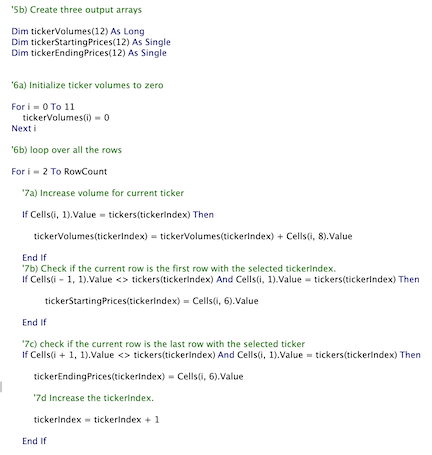 '5b) Create three output arrays
Dim tickerVolumes(12) As Long
Dim tickerStartingPrices(12) As Single
Dim tickerEndingPrices(12) As Single
'6a) Initialize ticker volumes to zero
For i = 0 To 11
tickerVolumes(i) = 0
Next i
'6b) loop over all the rows
For i = 2 To RowCount
'7a) Increase volume for current ticker
If Cells(i, 1).Value = tickers(tickerIndex) Then
tickerVolumes(tickerIndex) = tickerVolumes(tickerIndex) + Cells(i, 8).Value
End If
'7b) Check if the current row is the first row with the selected tickerIndex.
If Cells(i - 1, 1).Value <> tickers(tickerIndex) And Cells(i, 1).Value = tickers(tickerIndex) Then
tickerStartingPrices(tickerIndex) = Cells(i, 6).Value
End If
'7c) check if the current row is the last row with the selected ticker
If Cells(i + 1, 1).Value <> tickers(tickerIndex) And Cells(i, 1).Value = tickers(tickerIndex) Then
tickerEndingPrices(tickerIndex) = Cells(i, 6).Value
'7d Increase the tickerIndex.
tickerIndex = tickerIndex + 1
End If